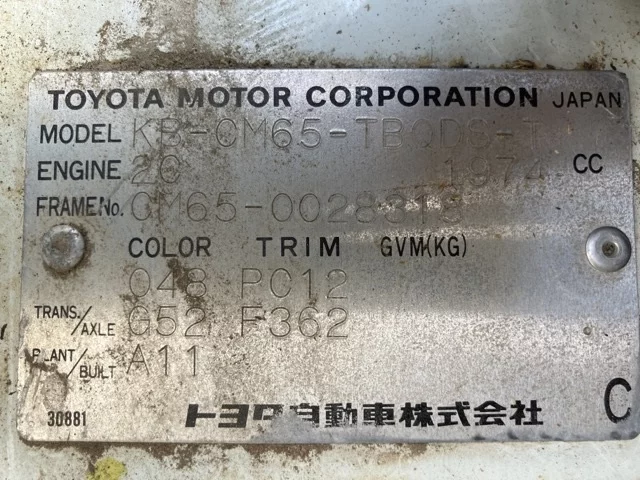 TOYOTA MOTOR CORPORATION JAPAN
MODEL KB-CM65-TBQDS-T
ENGINE 2C 1974 CC
FRAME No. CM65-0028318
COLOR TRIM GVM(KG)
048 PC12
TRANS./AXLE G52 F362
PLANT/BUILT A11
30881 トヨタ自動車株式会社 C